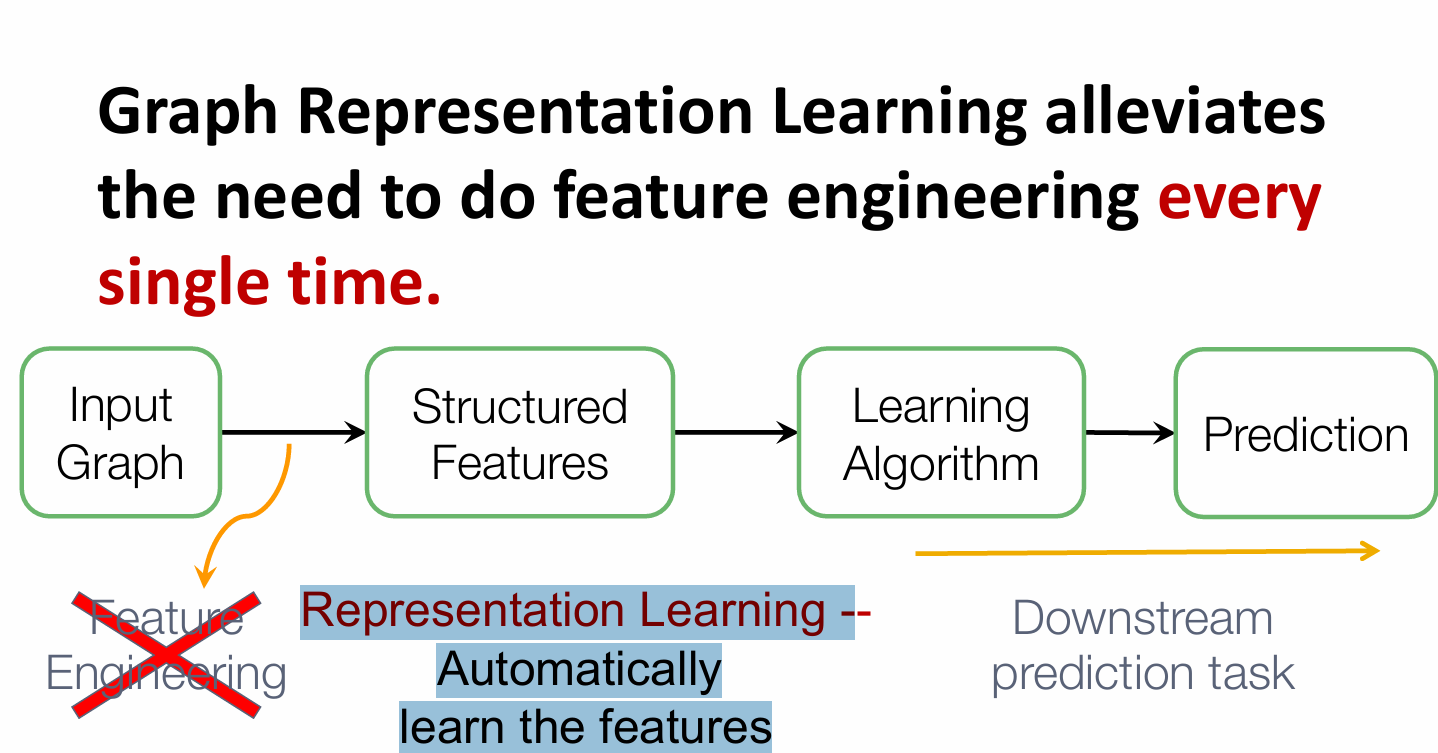 Graph Representation Learning alleviates
the need to do feature engineering every
single time.
Input
Graph
Structured
Features
Learning
Algorithm
Prediction
Feature
Engineering
Representation Learning --
Automatically
learn the features
Downstream
prediction task